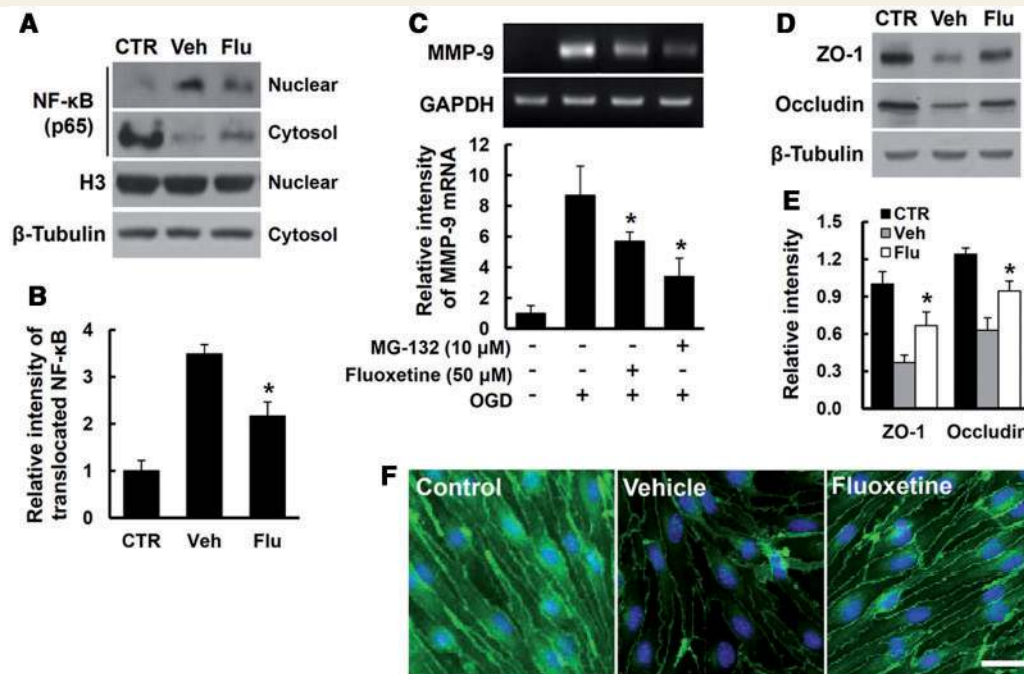 A
CTR Veh Flu
NF-κB
(p65)
Nuclear
Cytosol
H3
Nuclear
β-Tubulin
Cytosol
B
Relative intensity of
translocated NF-κB
4
3
2
1
0
*
CTR Veh Flu
C
MMP-9
GAPDH
Relative intensity
of MMP-9 mRNA
12
10
8
6
4
2
0
*
*
MG-132 (10 μM) - - - +
Fluoxetine (50 μM) - - + -
OGD - + + +
D
CTR Veh Flu
ZO-1
Occludin
β-Tubulin
E
CTR
Veh
Flu
Relative intensity
1.5
1.2
0.9
0.6
0.3
0.0
*
*
ZO-1 Occludin
F
Control
Vehicle
Fluoxetine